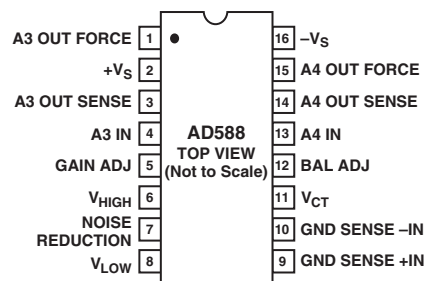 A3 OUT FORCE 1
+VS 2
A3 OUT SENSE 3
A3 IN 4
GAIN ADJ 5
VHIGH 6
NOISE
REDUCTION 7
VLOW 8
AD588
TOP VIEW
(Not to Scale)
16 –VS
15 A4 OUT FORCE
14 A4 OUT SENSE
13 A4 IN
12 BAL ADJ
11 VCT
10 GND SENSE –IN
9 GND SENSE +IN